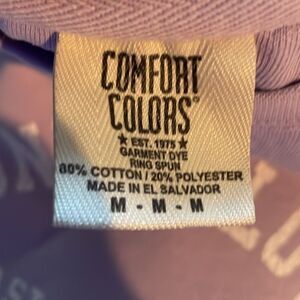 COMFORT
COLORS®
★ EST. 1975 ★
GARMENT DYE
RING SPUN
80% COTTON / 20% POLYESTER
MADE IN EL SALVADOR
M - M - M